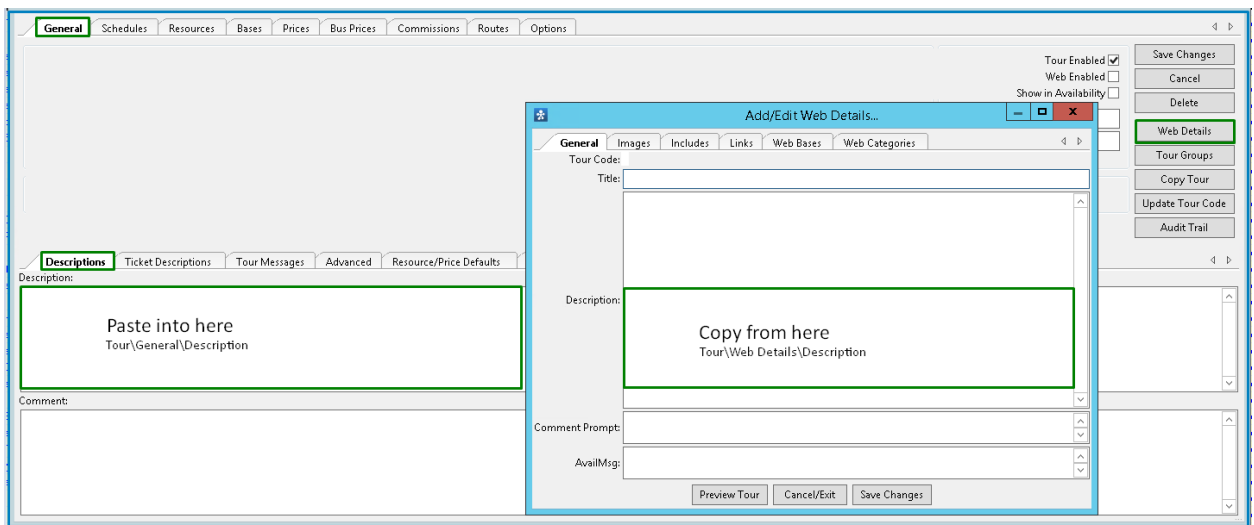 General Schedules Resources Bases Prices Bus Prices Commissions Routes Options
Tour Enabled
Web Enabled
Show in Availability
Save Changes
Cancel
Delete
Web Details
Tour Groups
Copy Tour
Update Tour Code
Audit Trail
Add/Edit Web Details...
General Images Includes Links Web Bases Web Categories
Tour Code:
Title:
Description:
Copy from here
Tour\Web Details\Description
Comment Prompt:
AvailMsg:
Preview Tour Cancel/Exit Save Changes
Descriptions Ticket Descriptions Tour Messages Advanced Resource/Price Defaults
Description:
Paste into here
Tour\General\Description
Comment: